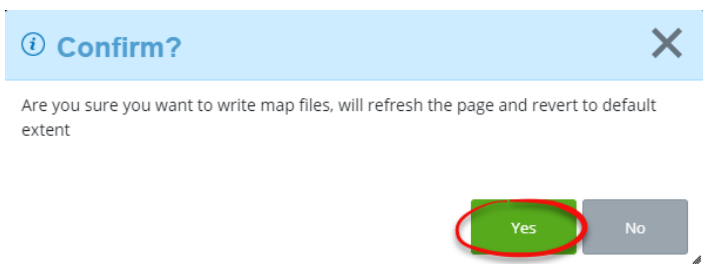 Confirm?
Are you sure you want to write map files, will refresh the page and revert to default
extent
Yes No